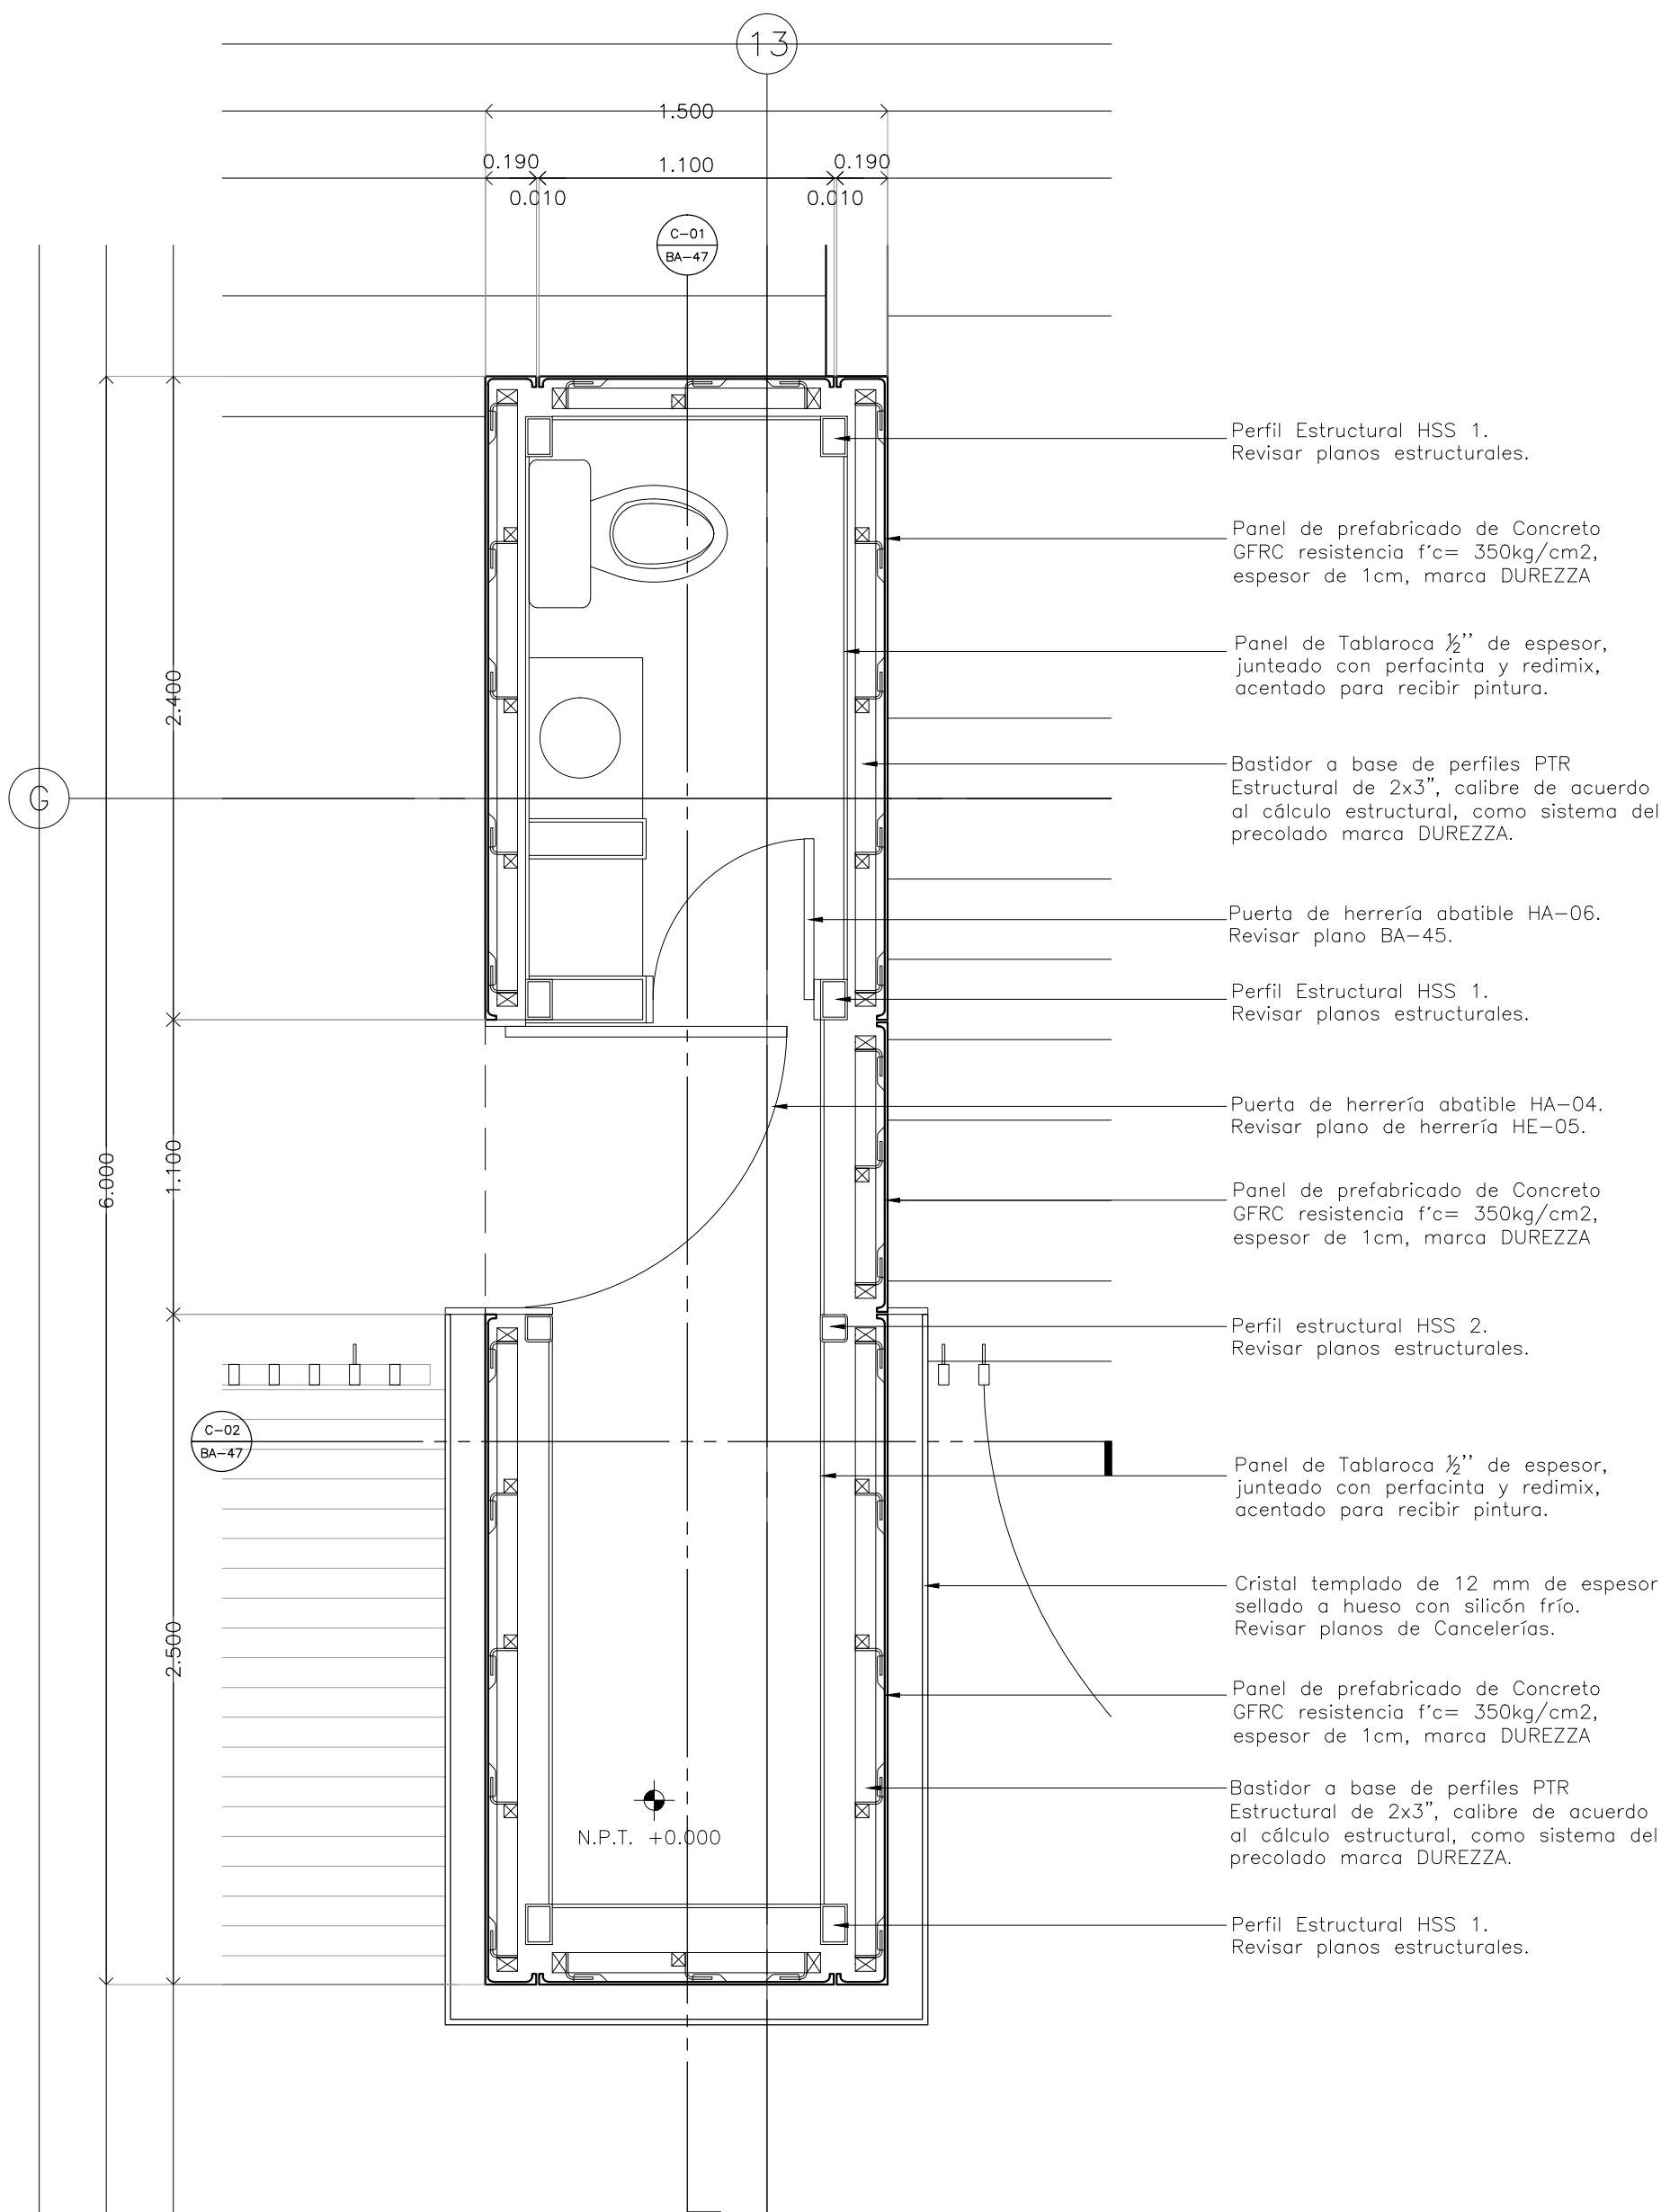 13
1.500
0.190
1.100
0.190
0.010
0.010
C-01
BA-47
Perfil Estructural HSS 1.
Revisar planos estructurales.
Panel de prefabricado de Concreto
GFRC resistencia f´c= 350kg/cm2,
espesor de 1cm, marca DUREZZA
Panel de Tablaroca ½'' de espesor,
junteado con perfacinta y redimix,
acentado para recibir pintura.
2.400
Bastidor a base de perfiles PTR
Estructural de 2x3", calibre de acuerdo
al cálculo estructural, como sistema del
precolado marca DUREZZA.
G
Puerta de herrería abatible HA-06.
Revisar plano BA-45.
Perfil Estructural HSS 1.
Revisar planos estructurales.
Puerta de herrería abatible HA-04.
Revisar plano de herrería HE-05.
6.000
1.100
Panel de prefabricado de Concreto
GFRC resistencia f´c= 350kg/cm2,
espesor de 1cm, marca DUREZZA
Perfil estructural HSS 2.
Revisar planos estructurales.
C-02
BA-47
Panel de Tablaroca ½'' de espesor,
junteado con perfacinta y redimix,
acentado para recibir pintura.
Cristal templado de 12 mm de espesor
sellado a hueso con silicón frío.
Revisar planos de Cancelerías.
2.500
Panel de prefabricado de Concreto
GFRC resistencia f´c= 350kg/cm2,
espesor de 1cm, marca DUREZZA
Bastidor a base de perfiles PTR
Estructural de 2x3", calibre de acuerdo
al cálculo estructural, como sistema del
precolado marca DUREZZA.
N.P.T. +0.000
Perfil Estructural HSS 1.
Revisar planos estructurales.